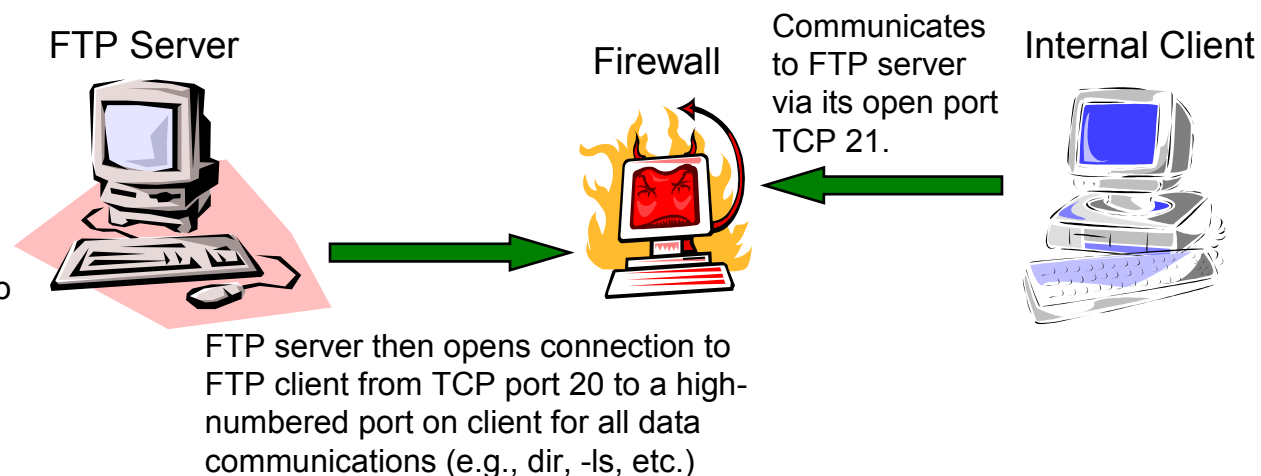 FTP Server
Firewall
Communicates
to FTP server
via its open port
TCP 21.
Internal Client
o
FTP server then opens connection to
FTP client from TCP port 20 to a high-
numbered port on client for all data
communications (e.g., dir, -ls, etc.)